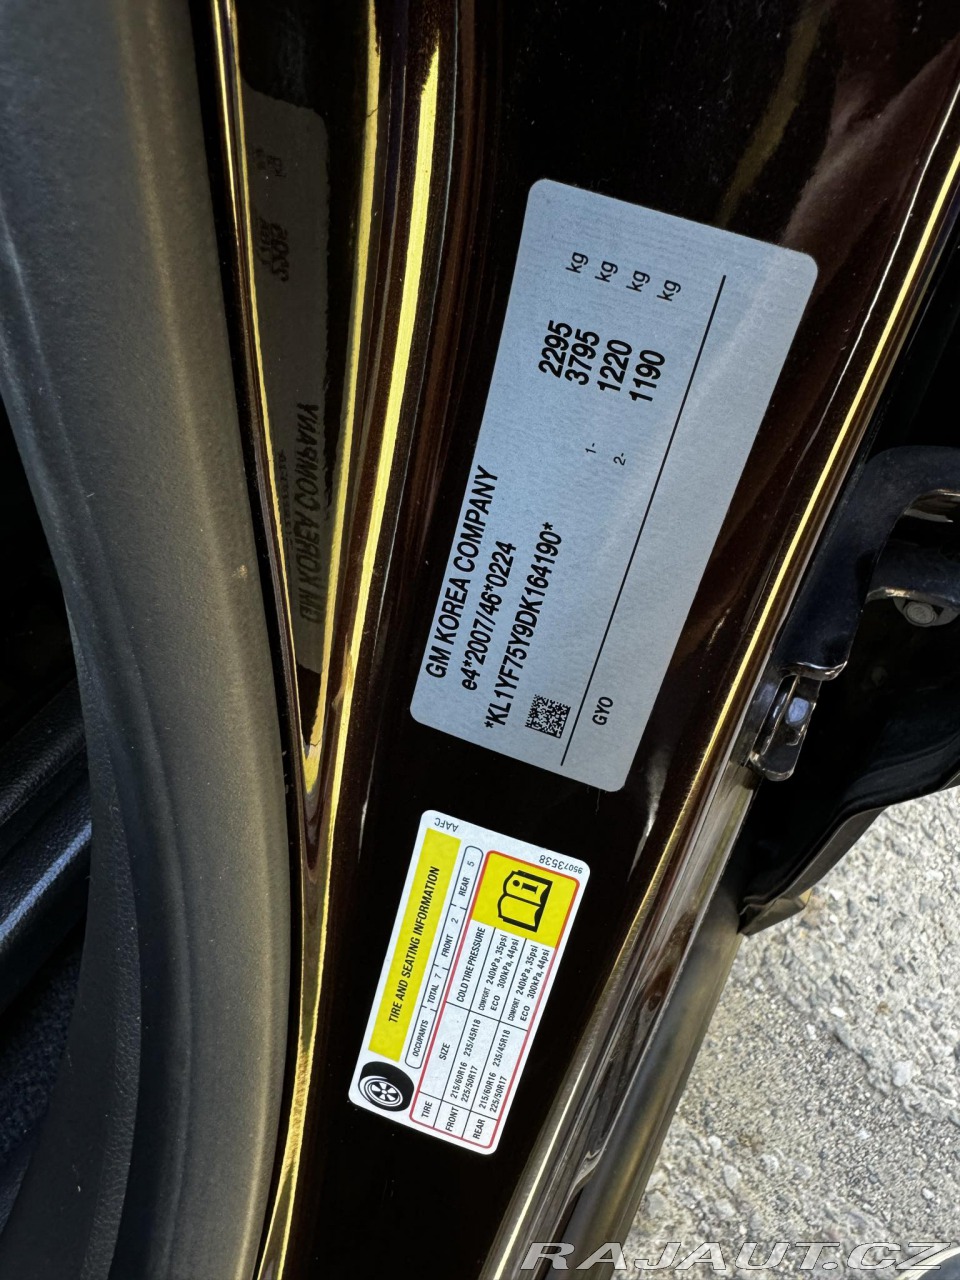 GM KOREA COMPANY
e4*2007/46*0224
*KL1YF75Y9DK164190*
2295 kg
3795 kg
1- 1220 kg
2- 1190 kg
GYO
AAFC
TIRE AND SEATING INFORMATION
OCCUPANTS TOTAL 7 FRONT 2 REAR 5
TIRE SIZE COLD TIRE PRESSURE
FRONT 215/60R16 235/45R18 COMFORT 240kPa, 35psi
225/50R17 ECO 300kPa, 44psi
REAR 215/60R16 235/45R18 COMFORT 240kPa, 35psi
225/50R17 ECO 300kPa, 44psi
95073538
RAJAUT.CZ